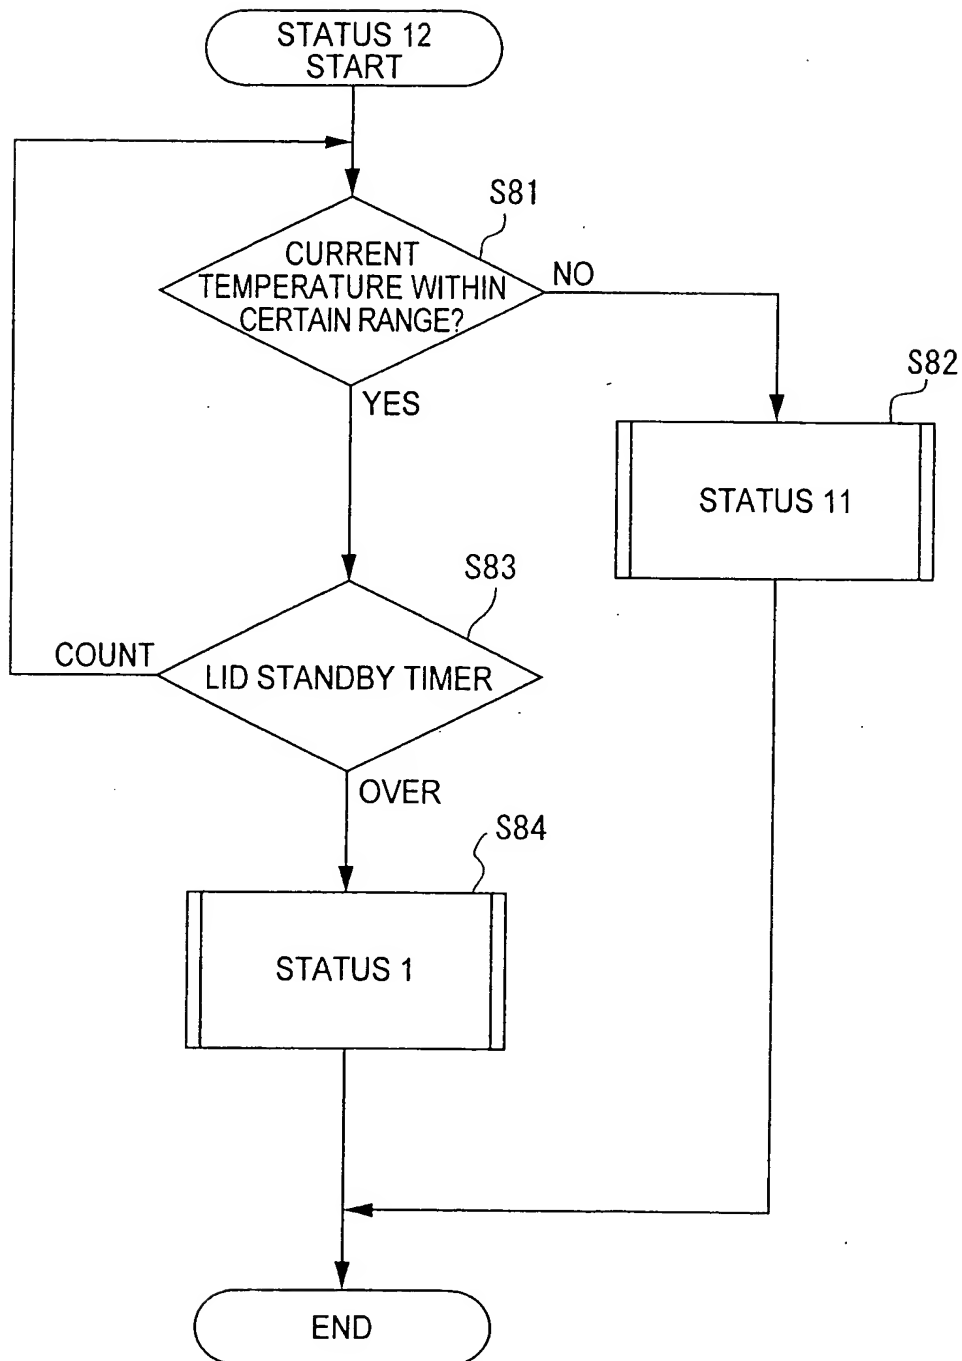 STATUS 12
START
S81
CURRENT
TEMPERATURE WITHIN
CERTAIN RANGE?
NO
YES
S82
STATUS 11
S83
COUNT
LID STANDBY TIMER
OVER
S84
STATUS 1
END